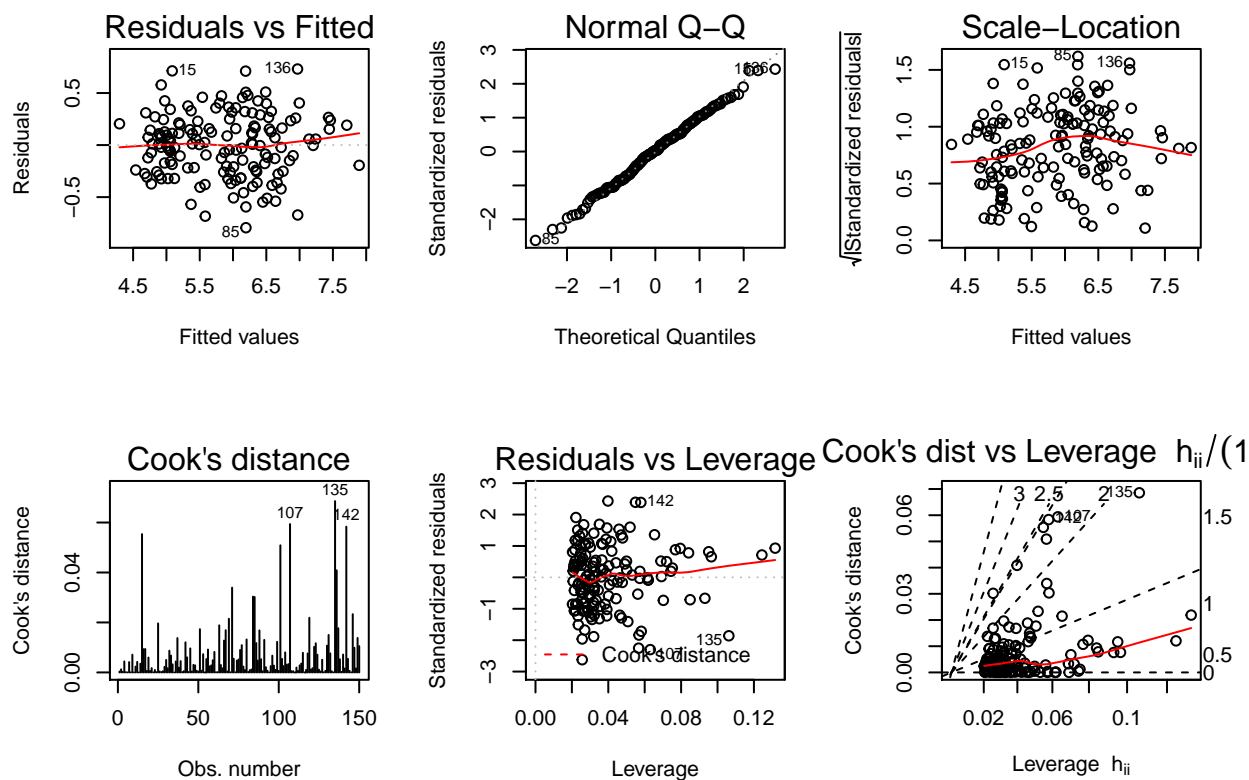 Residuals vs Fitted
Residuals
0.5
−0.5
15
136
85
4.5 5.5 6.5 7.5
Fitted values
Normal Q−Q
Standardized residuals
3
2
0
−2
85
136
−2 −1 0 1 2
Theoretical Quantiles
Scale−Location
√|Standardized residuals|
1.5
1.0
0.5
0.0
15
85
136
4.5 5.5 6.5 7.5
Fitted values
Cook's distance
Cook's distance
0.04
0.00
107
135
142
0 50 100 150
Obs. number
Residuals vs Leverage
Standardized residuals
3
1
−1
−3
142
135
107
Cook's distance
0.00 0.04 0.08 0.12
Leverage
Cook's dist vs Leverage hii/(1
Cook's distance
0.06
0.03
0.00
3 2.5 2
135
142
107
1.5
1
0.5
0
0.02 0.06 0.1
Leverage hii